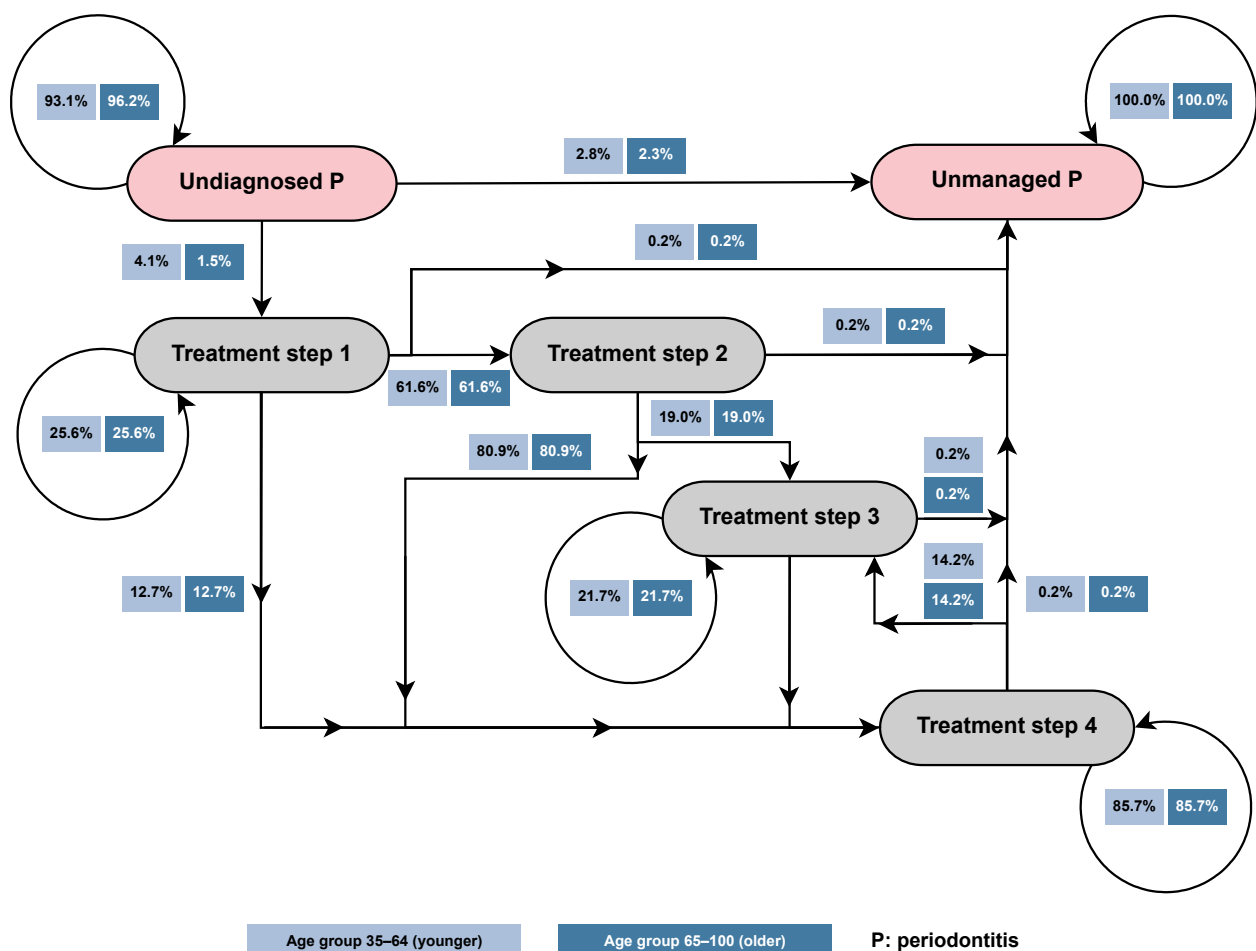 93.1% 96.2%
100.0% 100.0%
2.8% 2.3%
Undiagnosed P
Unmanaged P
4.1% 1.5%
0.2% 0.2%
0.2% 0.2%
Treatment step 1
Treatment step 2
61.6% 61.6%
19.0% 19.0%
25.6% 25.6%
80.9% 80.9%
0.2%
0.2%
Treatment step 3
14.2%
14.2%
12.7% 12.7%
21.7% 21.7%
0.2% 0.2%
Treatment step 4
85.7% 85.7%
Age group 35–64 (younger)
Age group 65–100 (older)
P: periodontitis